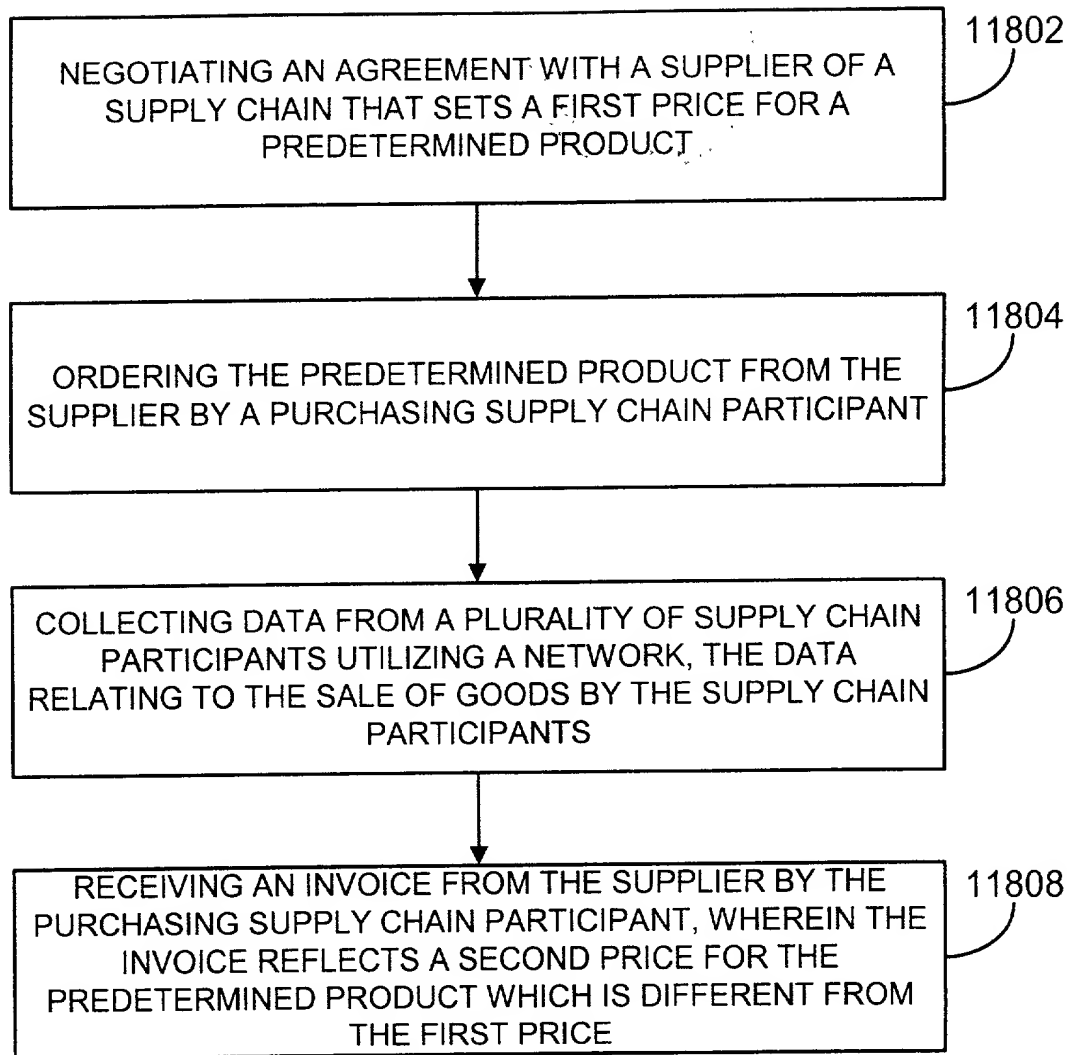 11802
NEGOTIATING AN AGREEMENT WITH A SUPPLIER OF A
SUPPLY CHAIN THAT SETS A FIRST PRICE FOR A
PREDETERMINED PRODUCT
11804
ORDERING THE PREDETERMINED PRODUCT FROM THE
SUPPLIER BY A PURCHASING SUPPLY CHAIN PARTICIPANT
11806
COLLECTING DATA FROM A PLURALITY OF SUPPLY CHAIN
PARTICIPANTS UTILIZING A NETWORK, THE DATA
RELATING TO THE SALE OF GOODS BY THE SUPPLY CHAIN
PARTICIPANTS
11808
RECEIVING AN INVOICE FROM THE SUPPLIER BY THE
PURCHASING SUPPLY CHAIN PARTICIPANT, WHEREIN THE
INVOICE REFLECTS A SECOND PRICE FOR THE
PREDETERMINED PRODUCT WHICH IS DIFFERENT FROM
THE FIRST PRICE